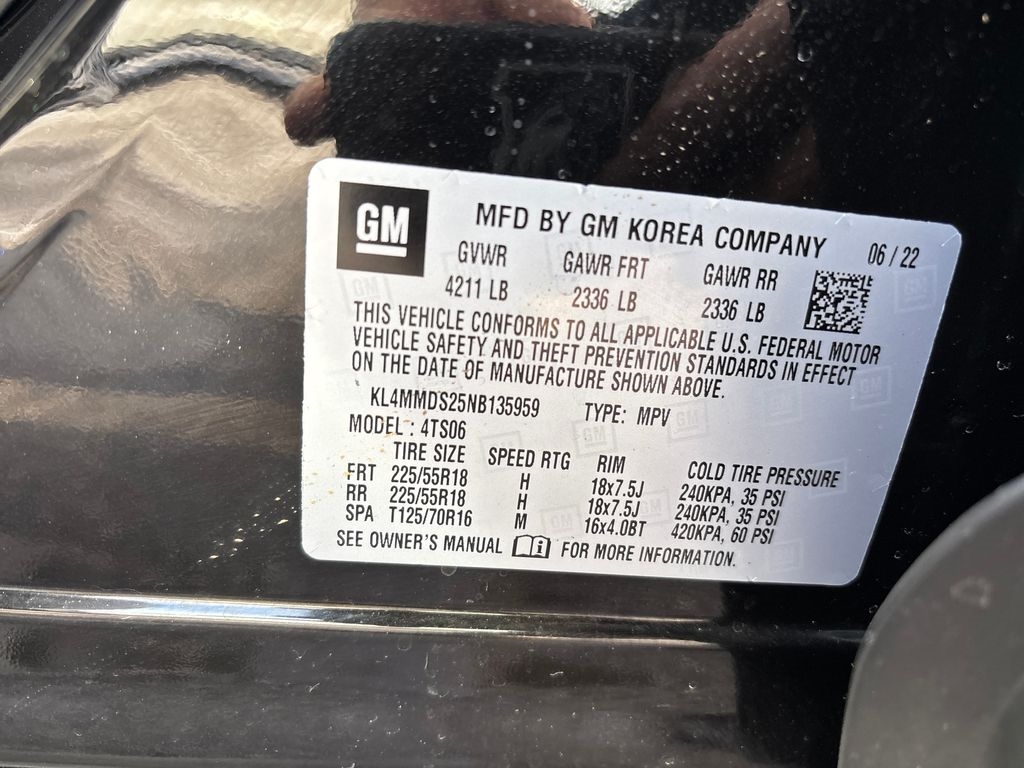 GM
MFD BY GM KOREA COMPANY 06 / 22
GVWR GAWR FRT GAWR RR
4211 LB 2336 LB 2336 LB
THIS VEHICLE CONFORMS TO ALL APPLICABLE U.S. FEDERAL MOTOR
VEHICLE SAFETY AND THEFT PREVENTION STANDARDS IN EFFECT
ON THE DATE OF MANUFACTURE SHOWN ABOVE.
KL4MMDS25NB135959 TYPE: MPV
MODEL : 4TS06
TIRE SIZE SPEED RTG RIM COLD TIRE PRESSURE
FRT 225/55R18 H 18x7.5J 240KPA, 35 PSI
RR 225/55R18 H 18x7.5J 240KPA, 35 PSI
SPA T125/70R16 M 16x4.0BT 420KPA, 60 PSI
SEE OWNER'S MANUAL FOR MORE INFORMATION.